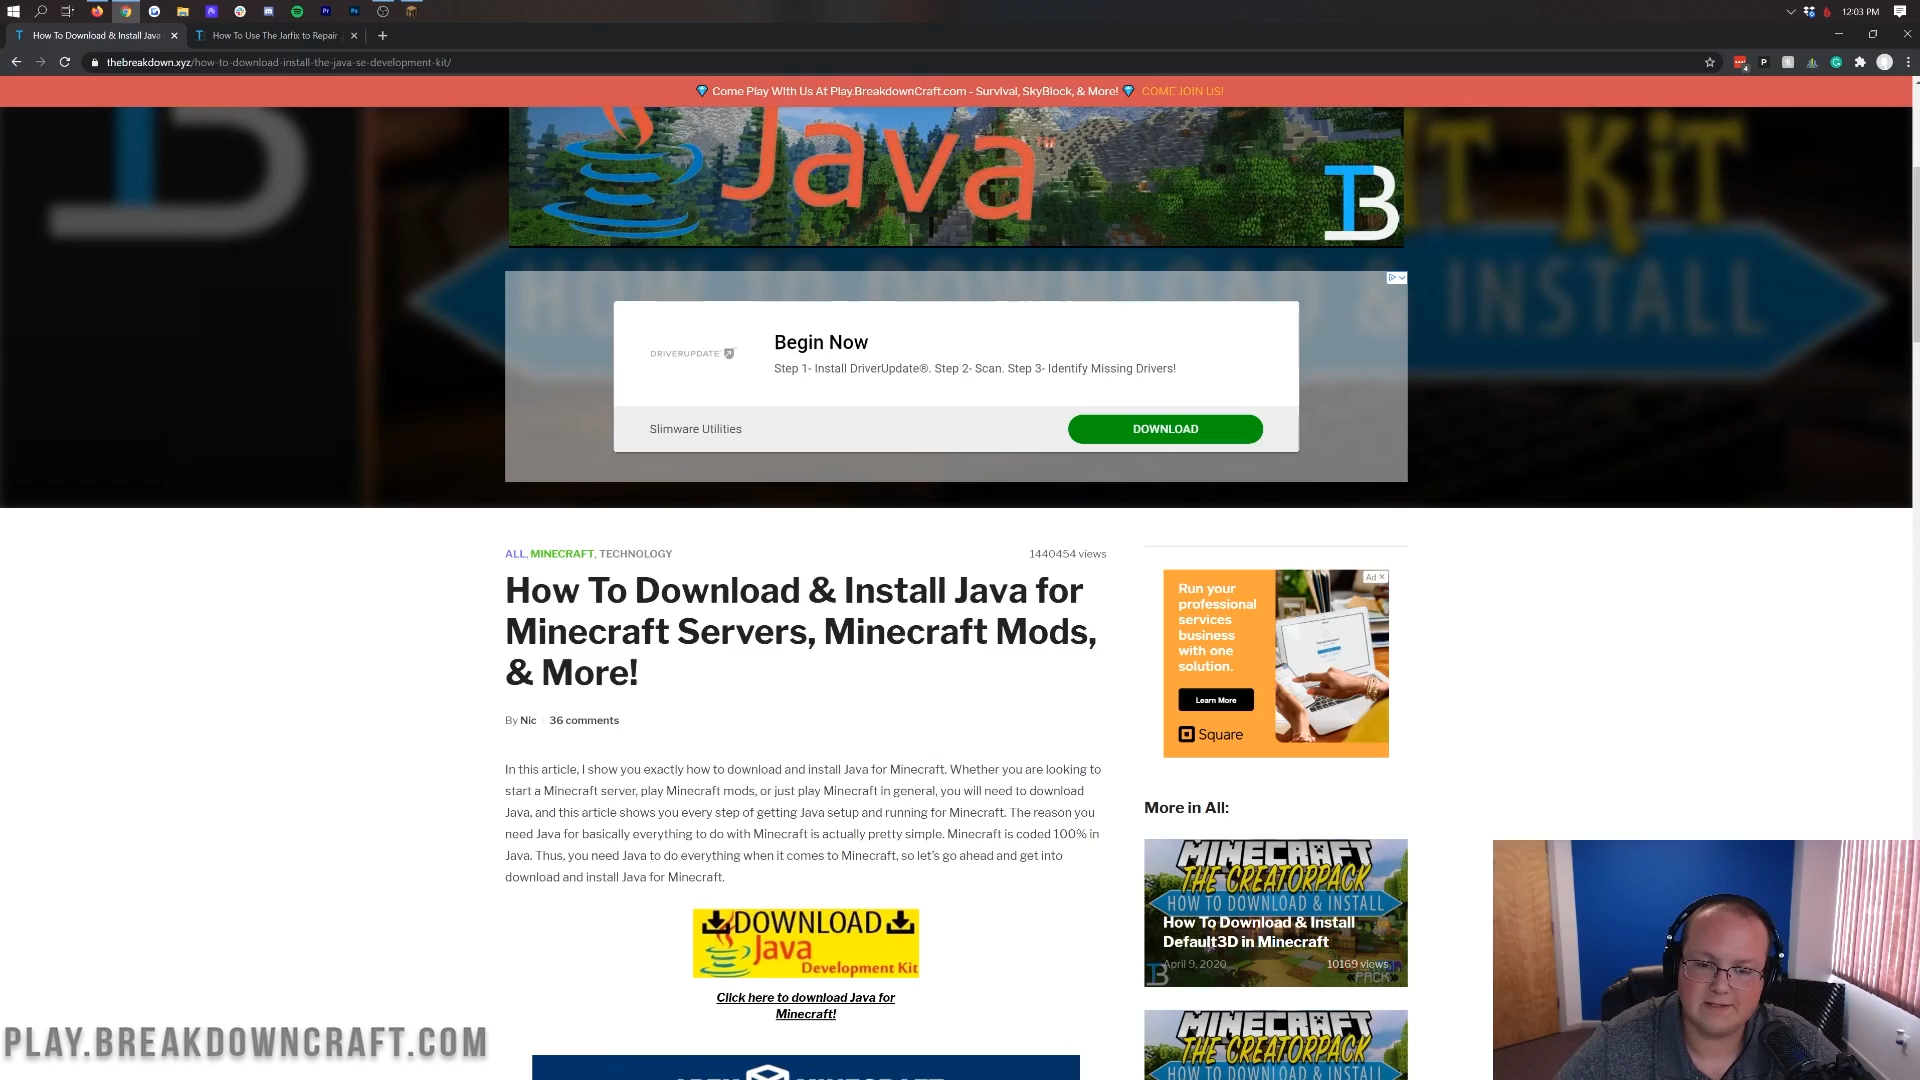 12:03 PM
How To Download & Install Java
How To Use The Jarfix to Repair
thebreakdown.xyz/how-to-download-install-the-java-se-development-kit/
Come Play With Us At Play.BreakdownCraft.com - Survival, SkyBlock, & More! COME JOIN US!
Java
B
INSTALL
DRIVERUPDATE
Begin Now
Step 1- Install DriverUpdate®. Step 2- Scan. Step 3- Identify Missing Drivers!
Slimware Utilities
DOWNLOAD
ALL, MINECRAFT, TECHNOLOGY
1440454 views
How To Download & Install Java for
Minecraft Servers, Minecraft Mods,
& More!
By Nic
36 comments
In this article, I show you exactly how to download and install Java for Minecraft. Whether you are looking to
start a Minecraft server, play Minecraft mods, or just play Minecraft in general, you will need to download
Java, and this article shows you every step of getting Java setup and running for Minecraft. The reason you
need Java for basically everything to do with Minecraft is actually pretty simple. Minecraft is coded 100% in
Java. Thus, you need Java to do everything when it comes to Minecraft, so let's go ahead and get into
download and install Java for Minecraft.
DOWNLOAD
Java
Development Kit
Click here to download Java for
Minecraft!
Ad
Run your
professional
services
business
with one
solution.
Learn More
Square
More in All:
MINECRAFT
THE CREATORPACK
HOW TO DOWNLOAD & INSTALL
How To Download & Install
Default3D in Minecraft
April 9, 2020
10169 views
PACK
MINECRAFT
THE CREATORPACK
HOW TO DOWNLOAD & INSTALL
PLAY.BREAKDOWNCRAFT.COM